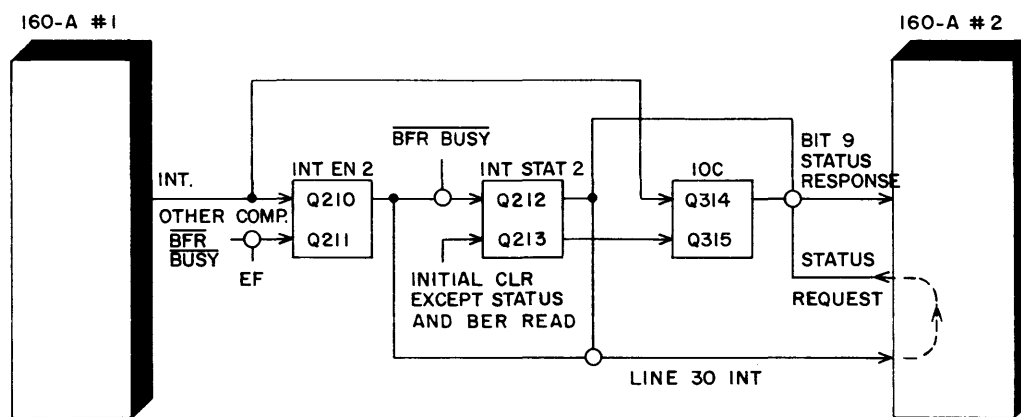 160-A #1
160-A #2
BFR BUSY
BIT 9
STATUS
RESPONSE
INT EN 2
INT STAT 2
IOC
INT.
Q210
Q212
Q314
OTHER COMP.
BFR
BUSY
Q211
Q213
Q315
EF
INITIAL CLR
EXCEPT STATUS
AND BER READ
STATUS
REQUEST
LINE 30 INT